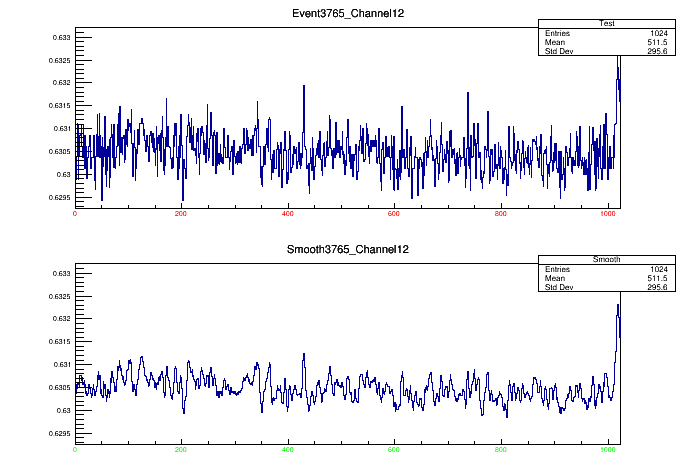 Event3765_Channel12
Test
Entries 1024
Mean 511.5
Std Dev 295.6
0.633
0.6325
0.632
0.6315
0.631
0.6305
0.63
0.6295
0 200 400 600 800 1000
Smooth3765_Channel12
Smooth
Entries 1024
Mean 511.5
Std Dev 295.6
0.633
0.6325
0.632
0.6315
0.631
0.6305
0.63
0.6295
0 200 400 600 800 1000